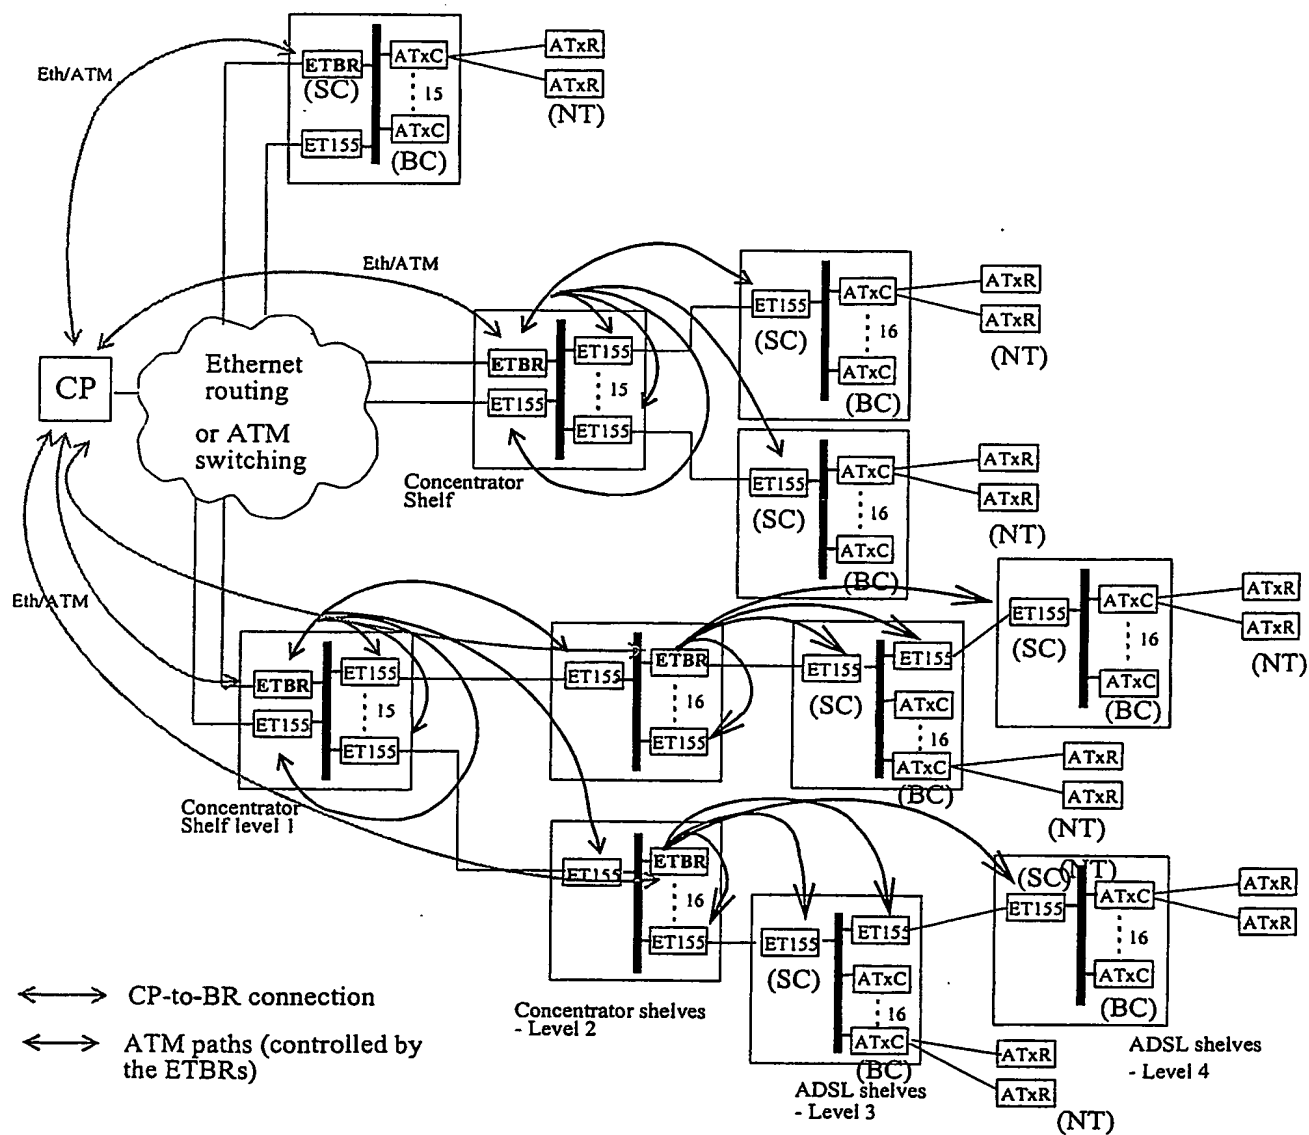 Eth/ATM
ETBR
(SC)
ET155
ATxC
15
ATxC
(BC)
ATxR
ATxR
(NT)
Eth/ATM
CP
Ethernet
routing
or ATM
switching
ETBR
ET155
ET155
15
ET155
Concentrator
Shelf
ET155
(SC)
ATxC
16
ATxC
(BC)
ATxR
ATxR
(NT)
ET155
(SC)
ATxC
16
ATxC
(BC)
ATxR
ATxR
(NT)
Eth/ATM
ETBR
ET155
ET155
15
ET155
Concentrator
Shelf level 1
ET155
ETBR
16
ET155
ET155
(SC)
ET155
ATxC
16
ATxC
(BC)
ATxR
ATxR
(NT)
ET155
(SC)
ATxC
16
ATxC
(BC)
ATxR
ATxR
(NT)
ET155
ETBR
16
ET155
Concentrator shelves
- Level 2
ET155
(SC)
ET155
ATxC
16
ATxC
(BC)
ATxR
ATxR
(NT)
ADSL shelves
- Level 3
(NT)
(SC)
ET155
ATxC
16
ATxC
(BC)
ATxR
ATxR
ADSL shelves
- Level 4
CP-to-BR connection
ATM paths (controlled by
the ETBRs)